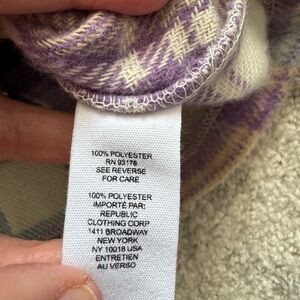 100% POLYESTER
RN 93178
SEE REVERSE
FOR CARE
100% POLYESTER
IMPORTÉ PAR:
REPUBLIC
CLOTHING CORP
1411 BROADWAY
NEW YORK
NY 10018 USA
ENTRETIEN
AU VERSO